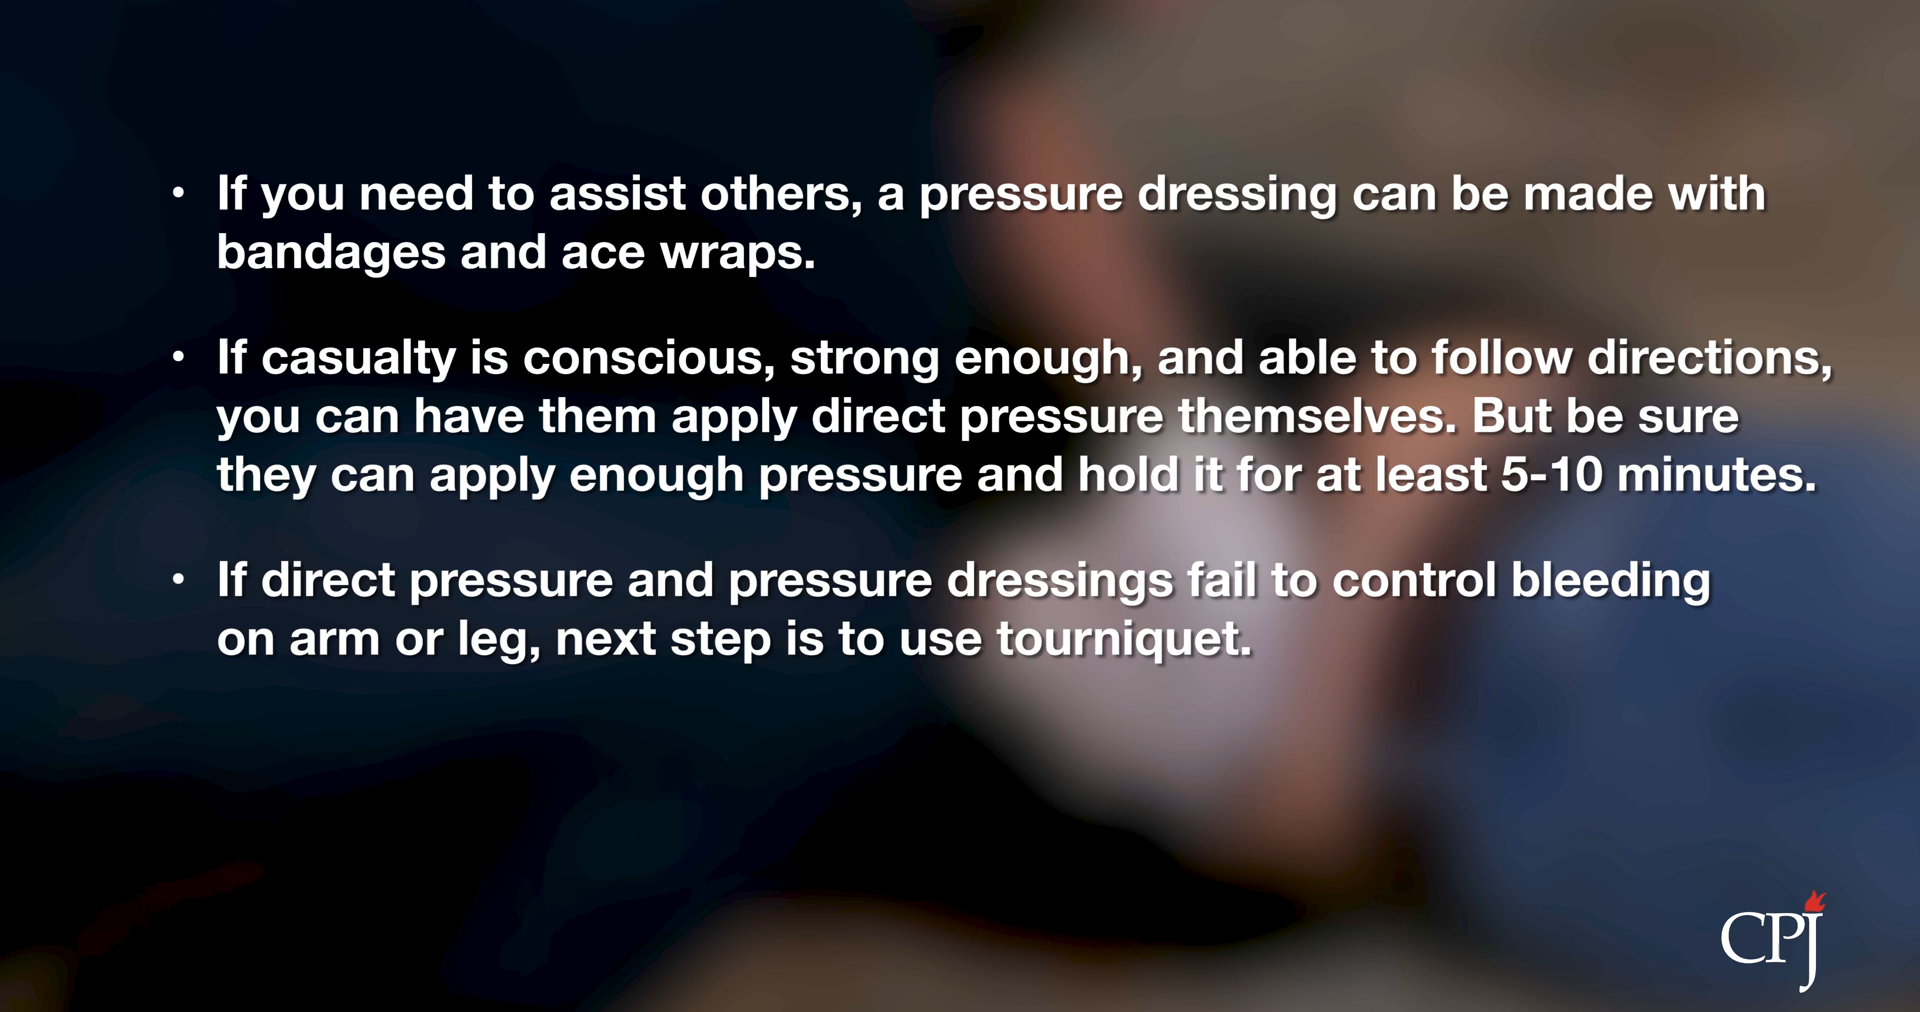 • If you need to assist others, a pressure dressing can be made with
bandages and ace wraps.
• If casualty is conscious, strong enough, and able to follow directions,
you can have them apply direct pressure themselves. But be sure
they can apply enough pressure and hold it for at least 5-10 minutes.
• If direct pressure and pressure dressings fail to control bleeding
on arm or leg, next step is to use tourniquet.
CPJ